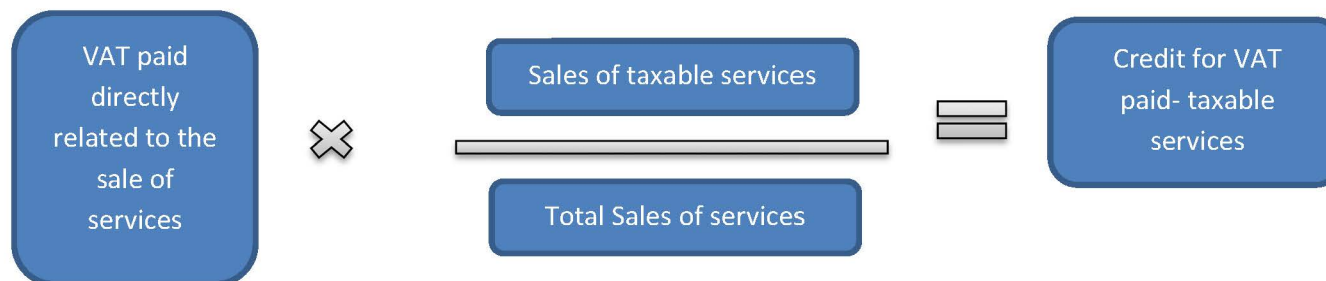 VAT paid
directly
related to the
sale of
services
Sales of taxable services
Total Sales of services
Credit for VAT
paid- taxable
services